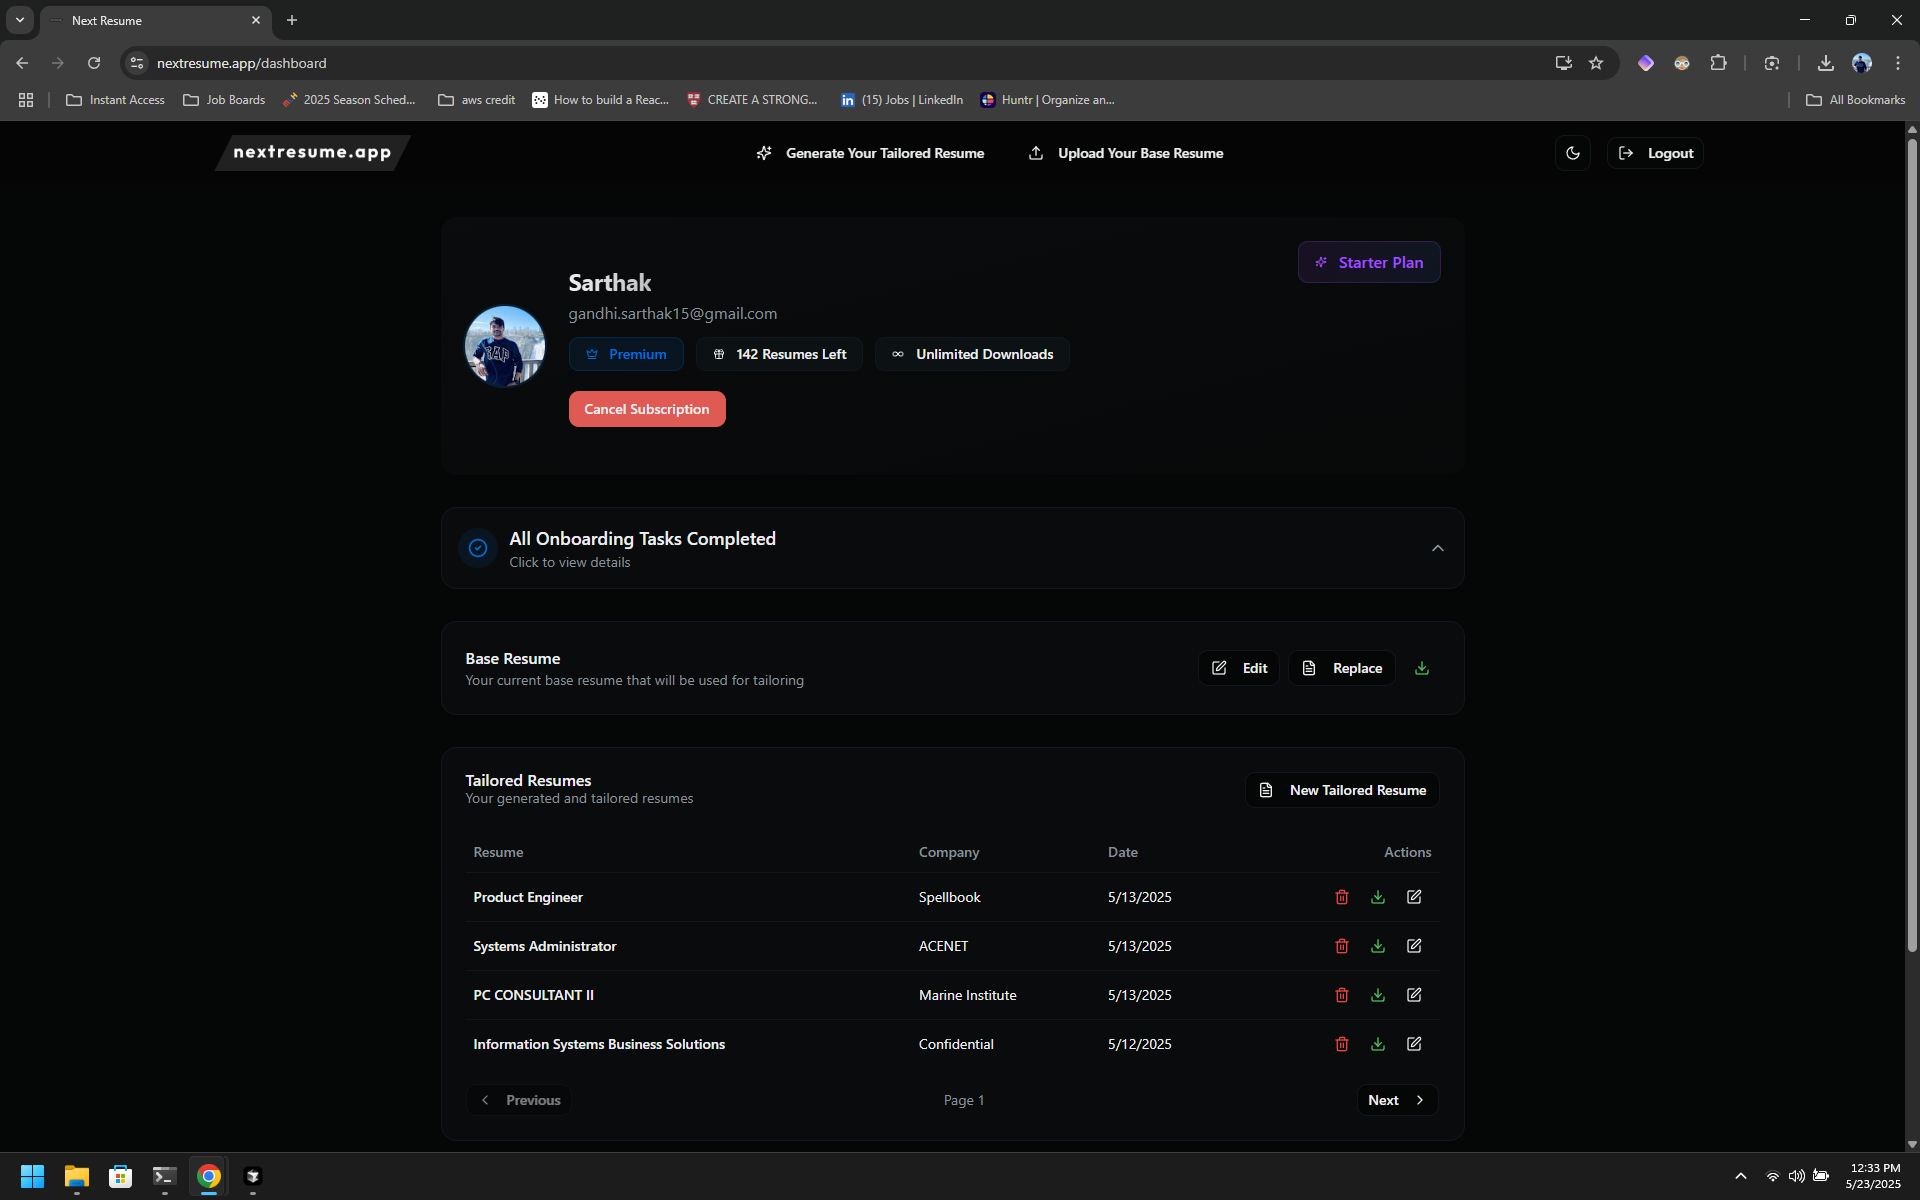 Next Resume
nextresume.app/dashboard
Instant Access
Job Boards
2025 Season Sched...
aws credit
How to build a Reac...
CREATE A STRONG...
(15) Jobs | LinkedIn
Huntr | Organize an...
All Bookmarks
nextresume.app
Generate Your Tailored Resume
Upload Your Base Resume
Logout
Starter Plan
Sarthak
gandhi.sarthak15@gmail.com
Premium
142 Resumes Left
Unlimited Downloads
Cancel Subscription
All Onboarding Tasks Completed
Click to view details
Base Resume
Your current base resume that will be used for tailoring
Edit
Replace
Tailored Resumes
Your generated and tailored resumes
New Tailored Resume
Resume Company Date Actions
Product Engineer Spellbook 5/13/2025
Systems Administrator ACENET 5/13/2025
PC CONSULTANT II Marine Institute 5/13/2025
Information Systems Business Solutions Confidential 5/12/2025
Previous
Page 1
Next
12:33 PM
5/23/2025